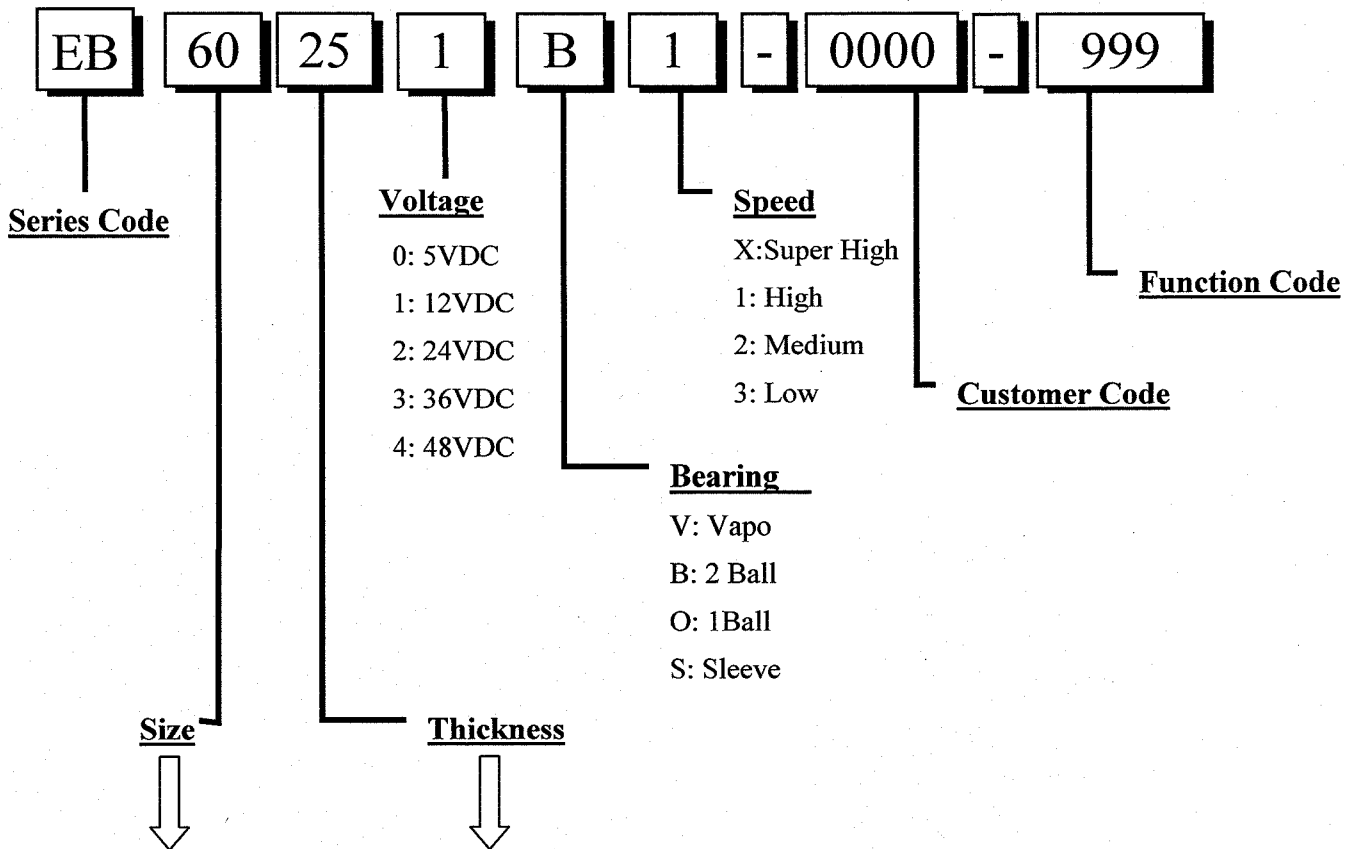 EB 60 25 1 B 1 - 0000 - 999
Series Code
Voltage
0: 5VDC
1: 12VDC
2: 24VDC
3: 36VDC
4: 48VDC
Speed
X:Super High
1: High
2: Medium
3: Low
Function Code
Customer Code
Bearing
V: Vapo
B: 2 Ball
O: 1Ball
S: Sleeve
Size
Thickness